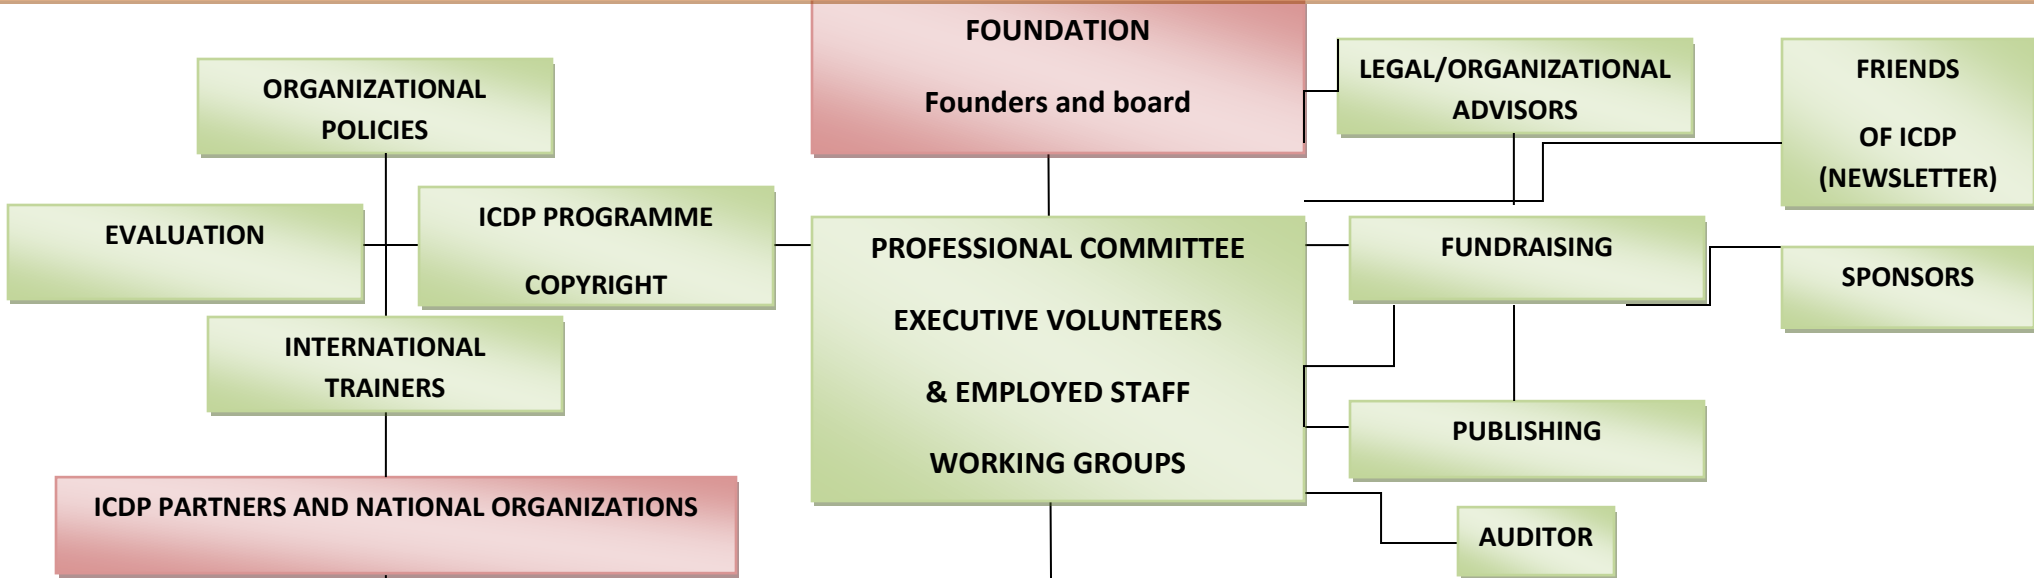 FOUNDATION
Founders and board
ORGANIZATIONAL
POLICIES
LEGAL/ORGANIZATIONAL
ADVISORS
FRIENDS
OF ICDP
(NEWSLETTER)
EVALUATION
ICDP PROGRAMME
COPYRIGHT
PROFESSIONAL COMMITTEE
EXECUTIVE VOLUNTEERS
& EMPLOYED STAFF
WORKING GROUPS
FUNDRAISING
SPONSORS
INTERNATIONAL
TRAINERS
PUBLISHING
ICDP PARTNERS AND NATIONAL ORGANIZATIONS
AUDITOR